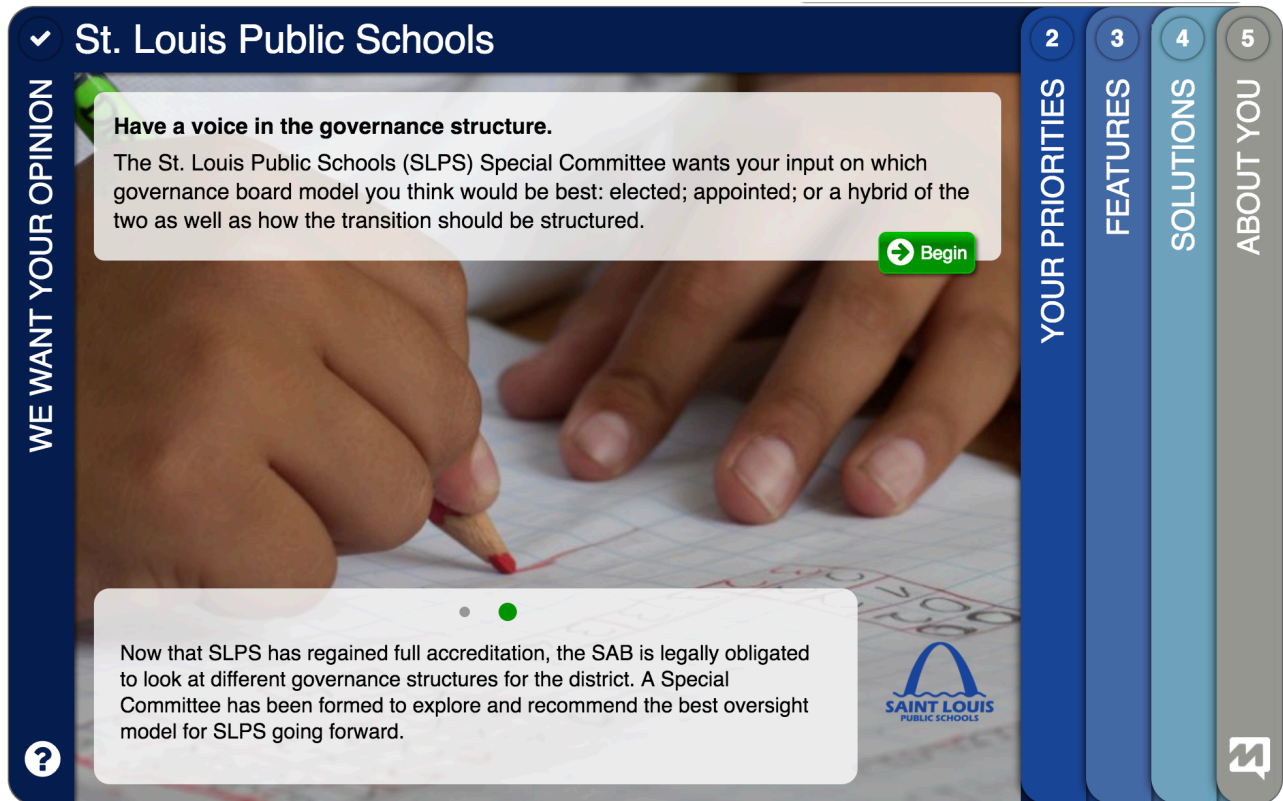 St. Louis Public Schools
WE WANT YOUR OPINION
Have a voice in the governance structure.
The St. Louis Public Schools (SLPS) Special Committee wants your input on which
governance board model you think would be best: elected; appointed; or a hybrid of the
two as well as how the transition should be structured.
Begin
Now that SLPS has regained full accreditation, the SAB is legally obligated
to look at different governance structures for the district. A Special
Committee has been formed to explore and recommend the best oversight
model for SLPS going forward.
SAINT LOUIS
PUBLIC SCHOOLS
?
2
YOUR PRIORITIES
3
FEATURES
4
SOLUTIONS
5
ABOUT YOU